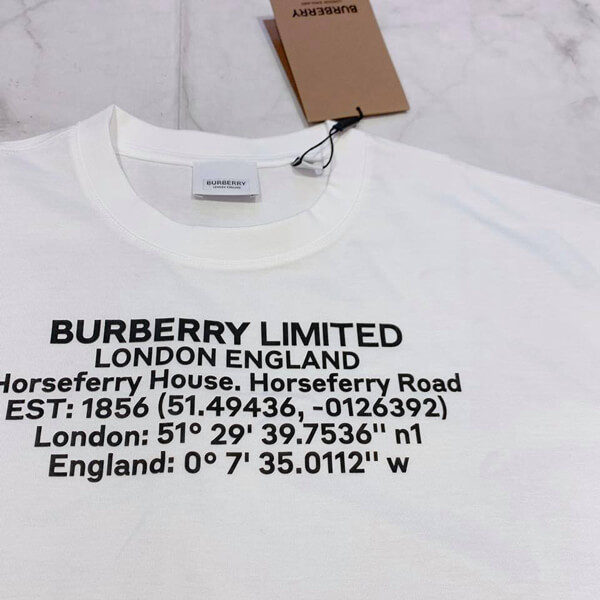 BURBERRY
BURBERRY
BURBERRY LIMITED
LONDON ENGLAND
Horseferry House. Horseferry Road
EST: 1856 (51.49436, -0126392)
London: 51° 29' 39.7536'' n1
England: 0° 7' 35.0112'' w